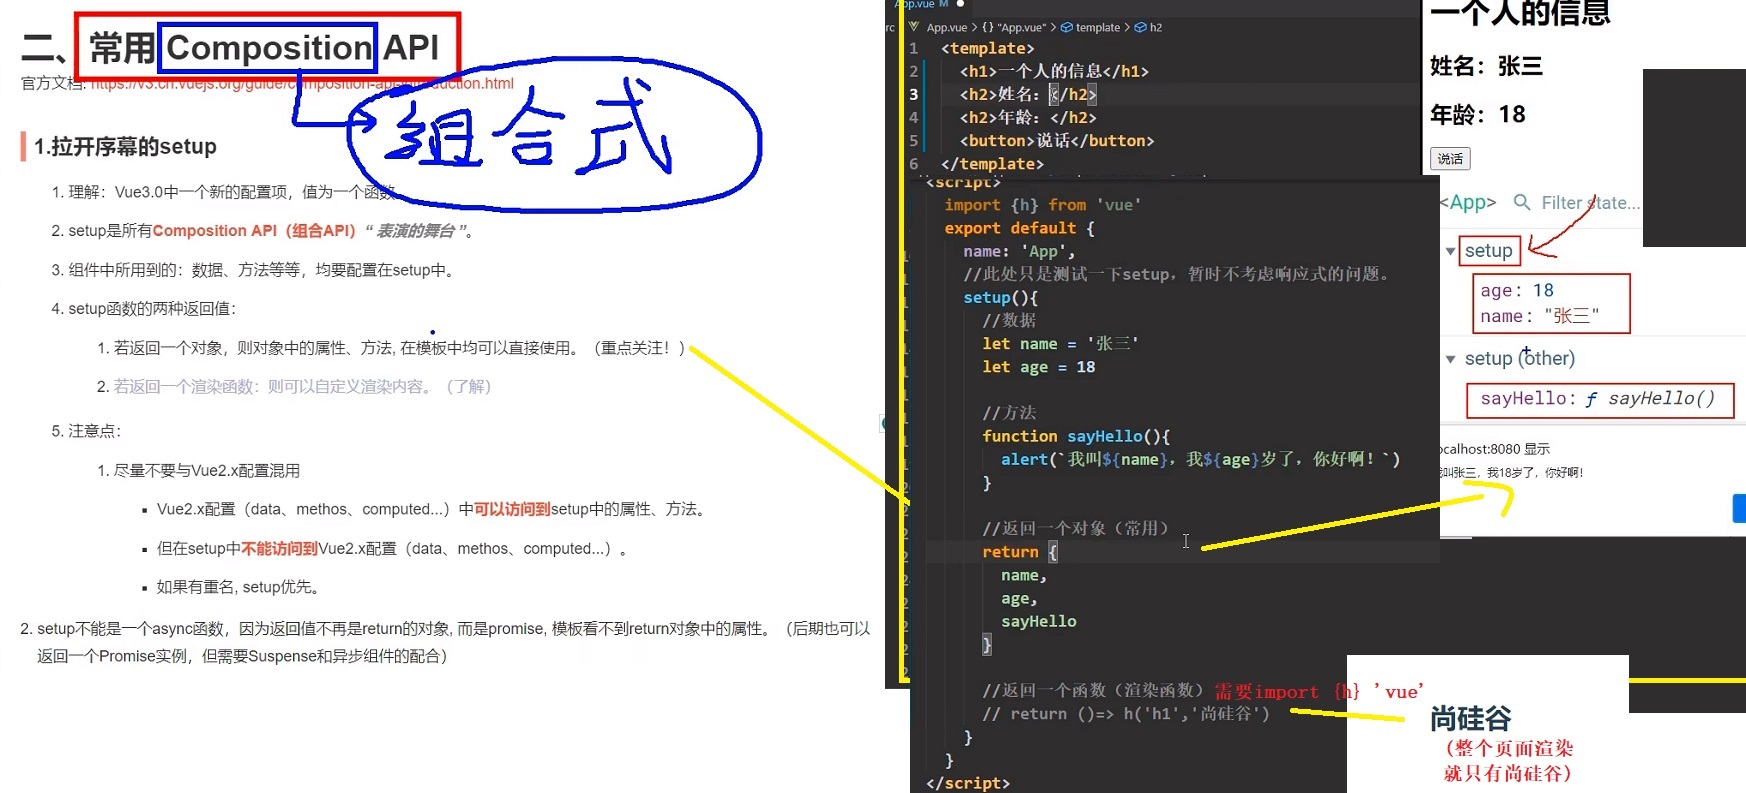 二、常用 Composition API
官方文档: https://v3.cn.vuejs.org/guide/composition-api-introduction.html
组合式
1.拉开序幕的setup
1. 理解：Vue3.0中一个新的配置项，值为一个函数
2. setup是所有Composition API（组合API）“ 表演的舞台 ”。
3. 组件中所用到的：数据、方法等等，均要配置在setup中。
4. setup函数的两种返回值：
1. 若返回一个对象，则对象中的属性、方法, 在模板中均可以直接使用。（重点关注！）
2. 若返回一个渲染函数：则可以自定义渲染内容。（了解）
5. 注意点：
1. 尽量不要与Vue2.x配置混用
▪ Vue2.x配置（data、methos、computed...）中可以访问到setup中的属性、方法。
▪ 但在setup中不能访问到Vue2.x配置（data、methos、computed...）。
▪ 如果有重名, setup优先。
2. setup不能是一个async函数，因为返回值不再是return的对象, 而是promise, 模板看不到return对象中的属性。（后期也可以
返回一个Promise实例，但需要Suspense和异步组件的配合）
App.vue M ●
rc App.vue > {} "App.vue" > template > h2
1 <template>
2 <h1>一个人的信息</h1>
3 <h2>姓名：</h2>
4 <h2>年龄：</h2>
5 <button>说话</button>
6 </template>
<script>
import {h} from 'vue'
export default {
name: 'App',
//此处只是测试一下setup，暂时不考虑响应式的问题。
setup(){
//数据
let name = '张三'
let age = 18
//方法
function sayHello(){
alert(`我叫${name}，我${age}岁了，你好啊！`)
}
//返回一个对象（常用）
return {
name,
age,
sayHello
}
//返回一个函数（渲染函数）需要import {h} 'vue'
// return ()=> h('h1','尚硅谷')
}
}
</script>
一个人的信息
姓名：张三
年龄：18
说话
<App> Filter state...
setup
age: 18
name: "张三"
setup (other)
sayHello: ƒ sayHello()
ocalhost:8080 显示
叫张三，我18岁了，你好啊！
尚硅谷
（整个页面渲染
就只有尚硅谷）